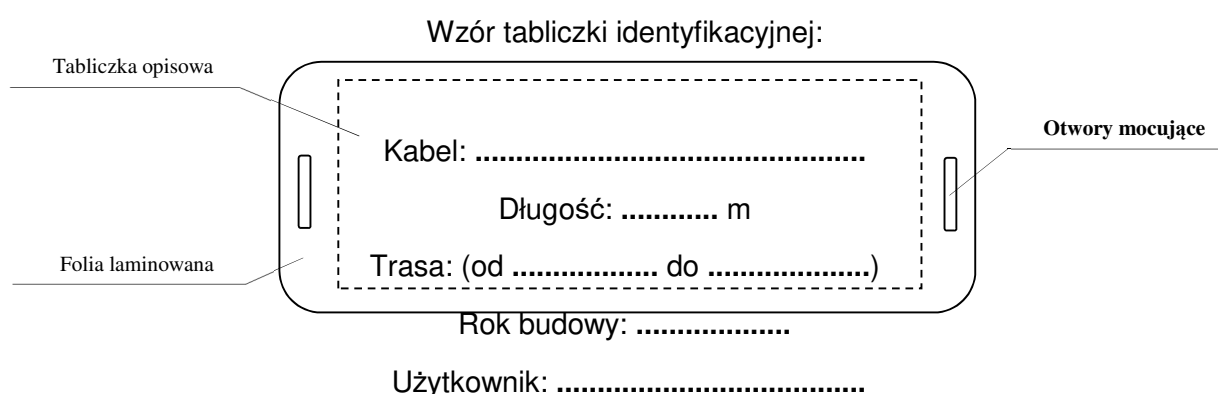 Wzór tabliczki identyfikacyjnej:
Tabliczka opisowa
Otwory mocujące
Kabel: ................................................
Długość: ............ m
Folia laminowana
Trasa: (od .................. do ....................)
Rok budowy: ...................
Użytkownik: ......................................